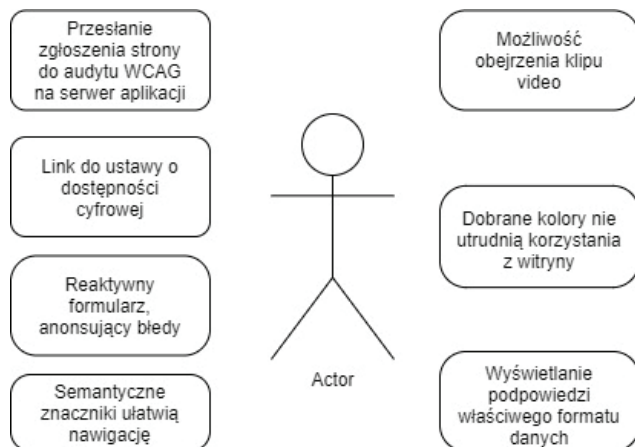 Przesłanie
zgłoszenia strony
do audytu WCAG
na serwer aplikacji
Link do ustawy o
dostępności
cyfrowej
Reaktywny
formularz,
anonsujący błedy
Semantyczne
znaczniki ułatwią
nawigację
Actor
Możliwość
obejrzenia klipu
video
Dobrane kolory nie
utrudnią korzystania
z witryny
Wyświetlanie
podpowiedzi
właściwego formatu
danych